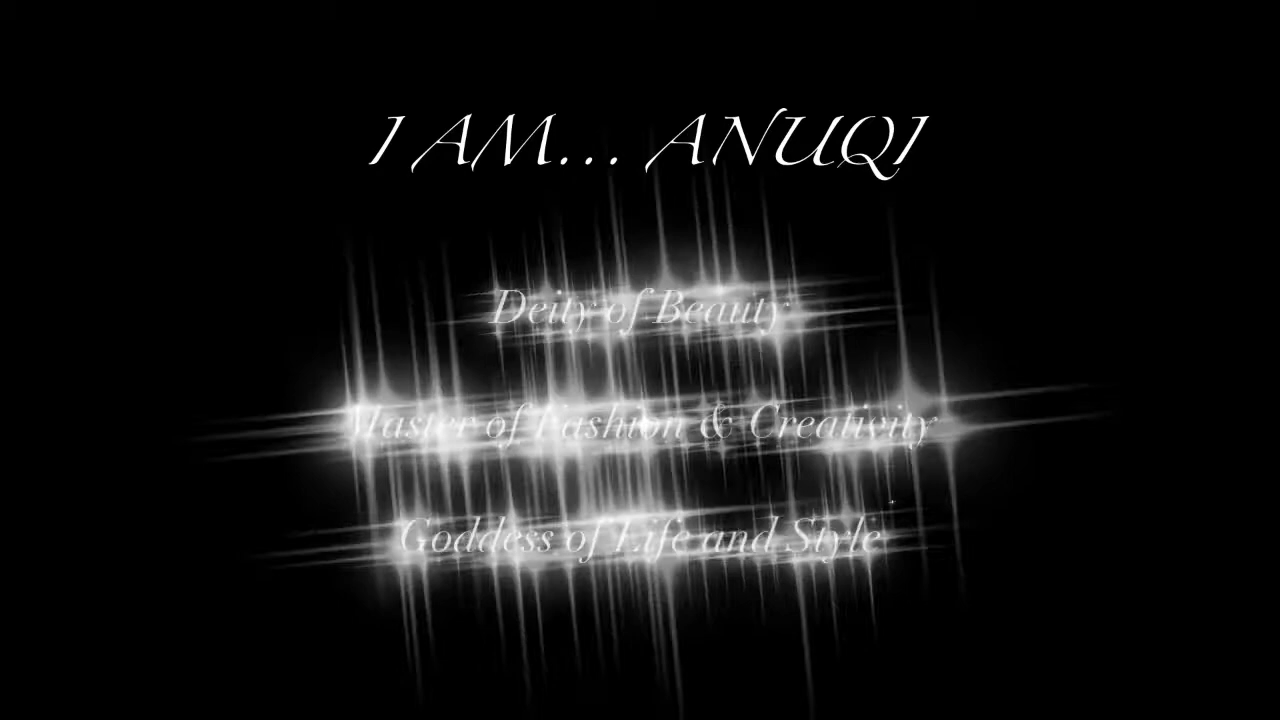 I AM... ANUQI
Deity of Beauty
Master of Fashion & Creativity
Goddess of Life and Style